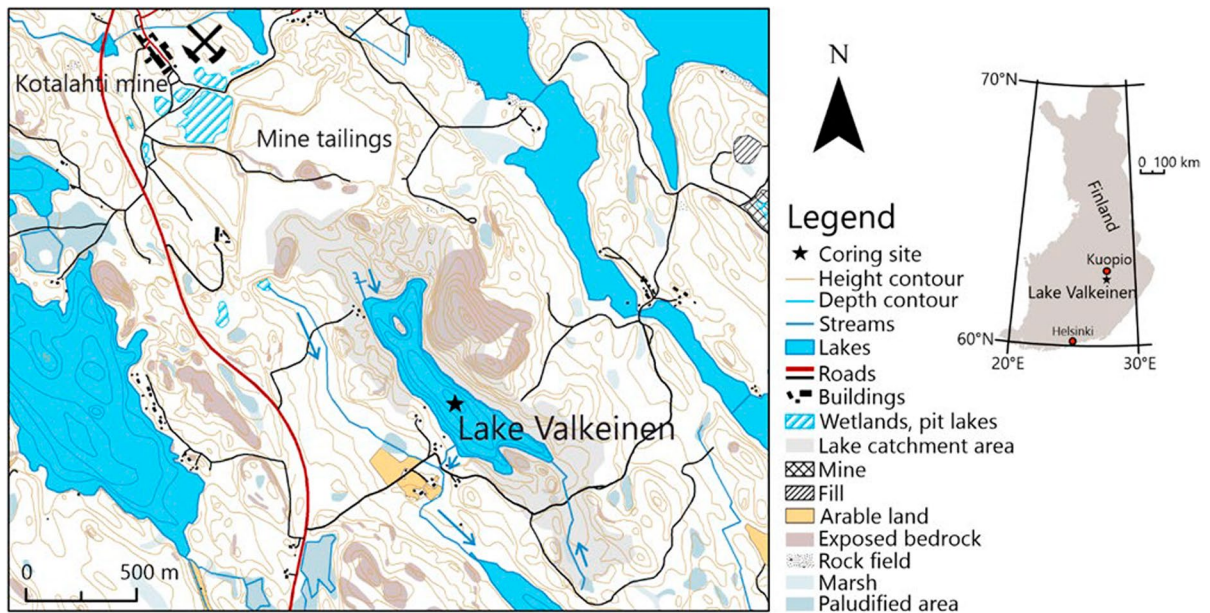 Kotalahti mine
Mine tailings
Lake Valkeinen
0 500 m
N
Legend
Coring site
Height contour
Depth contour
Streams
Lakes
Roads
Buildings
Wetlands, pit lakes
Lake catchment area
Mine
Fill
Arable land
Exposed bedrock
Rock field
Marsh
Paludified area
70°N
0 100 km
Finland
Kuopio
Lake Valkeinen
Helsinki
60°N
20°E 30°E